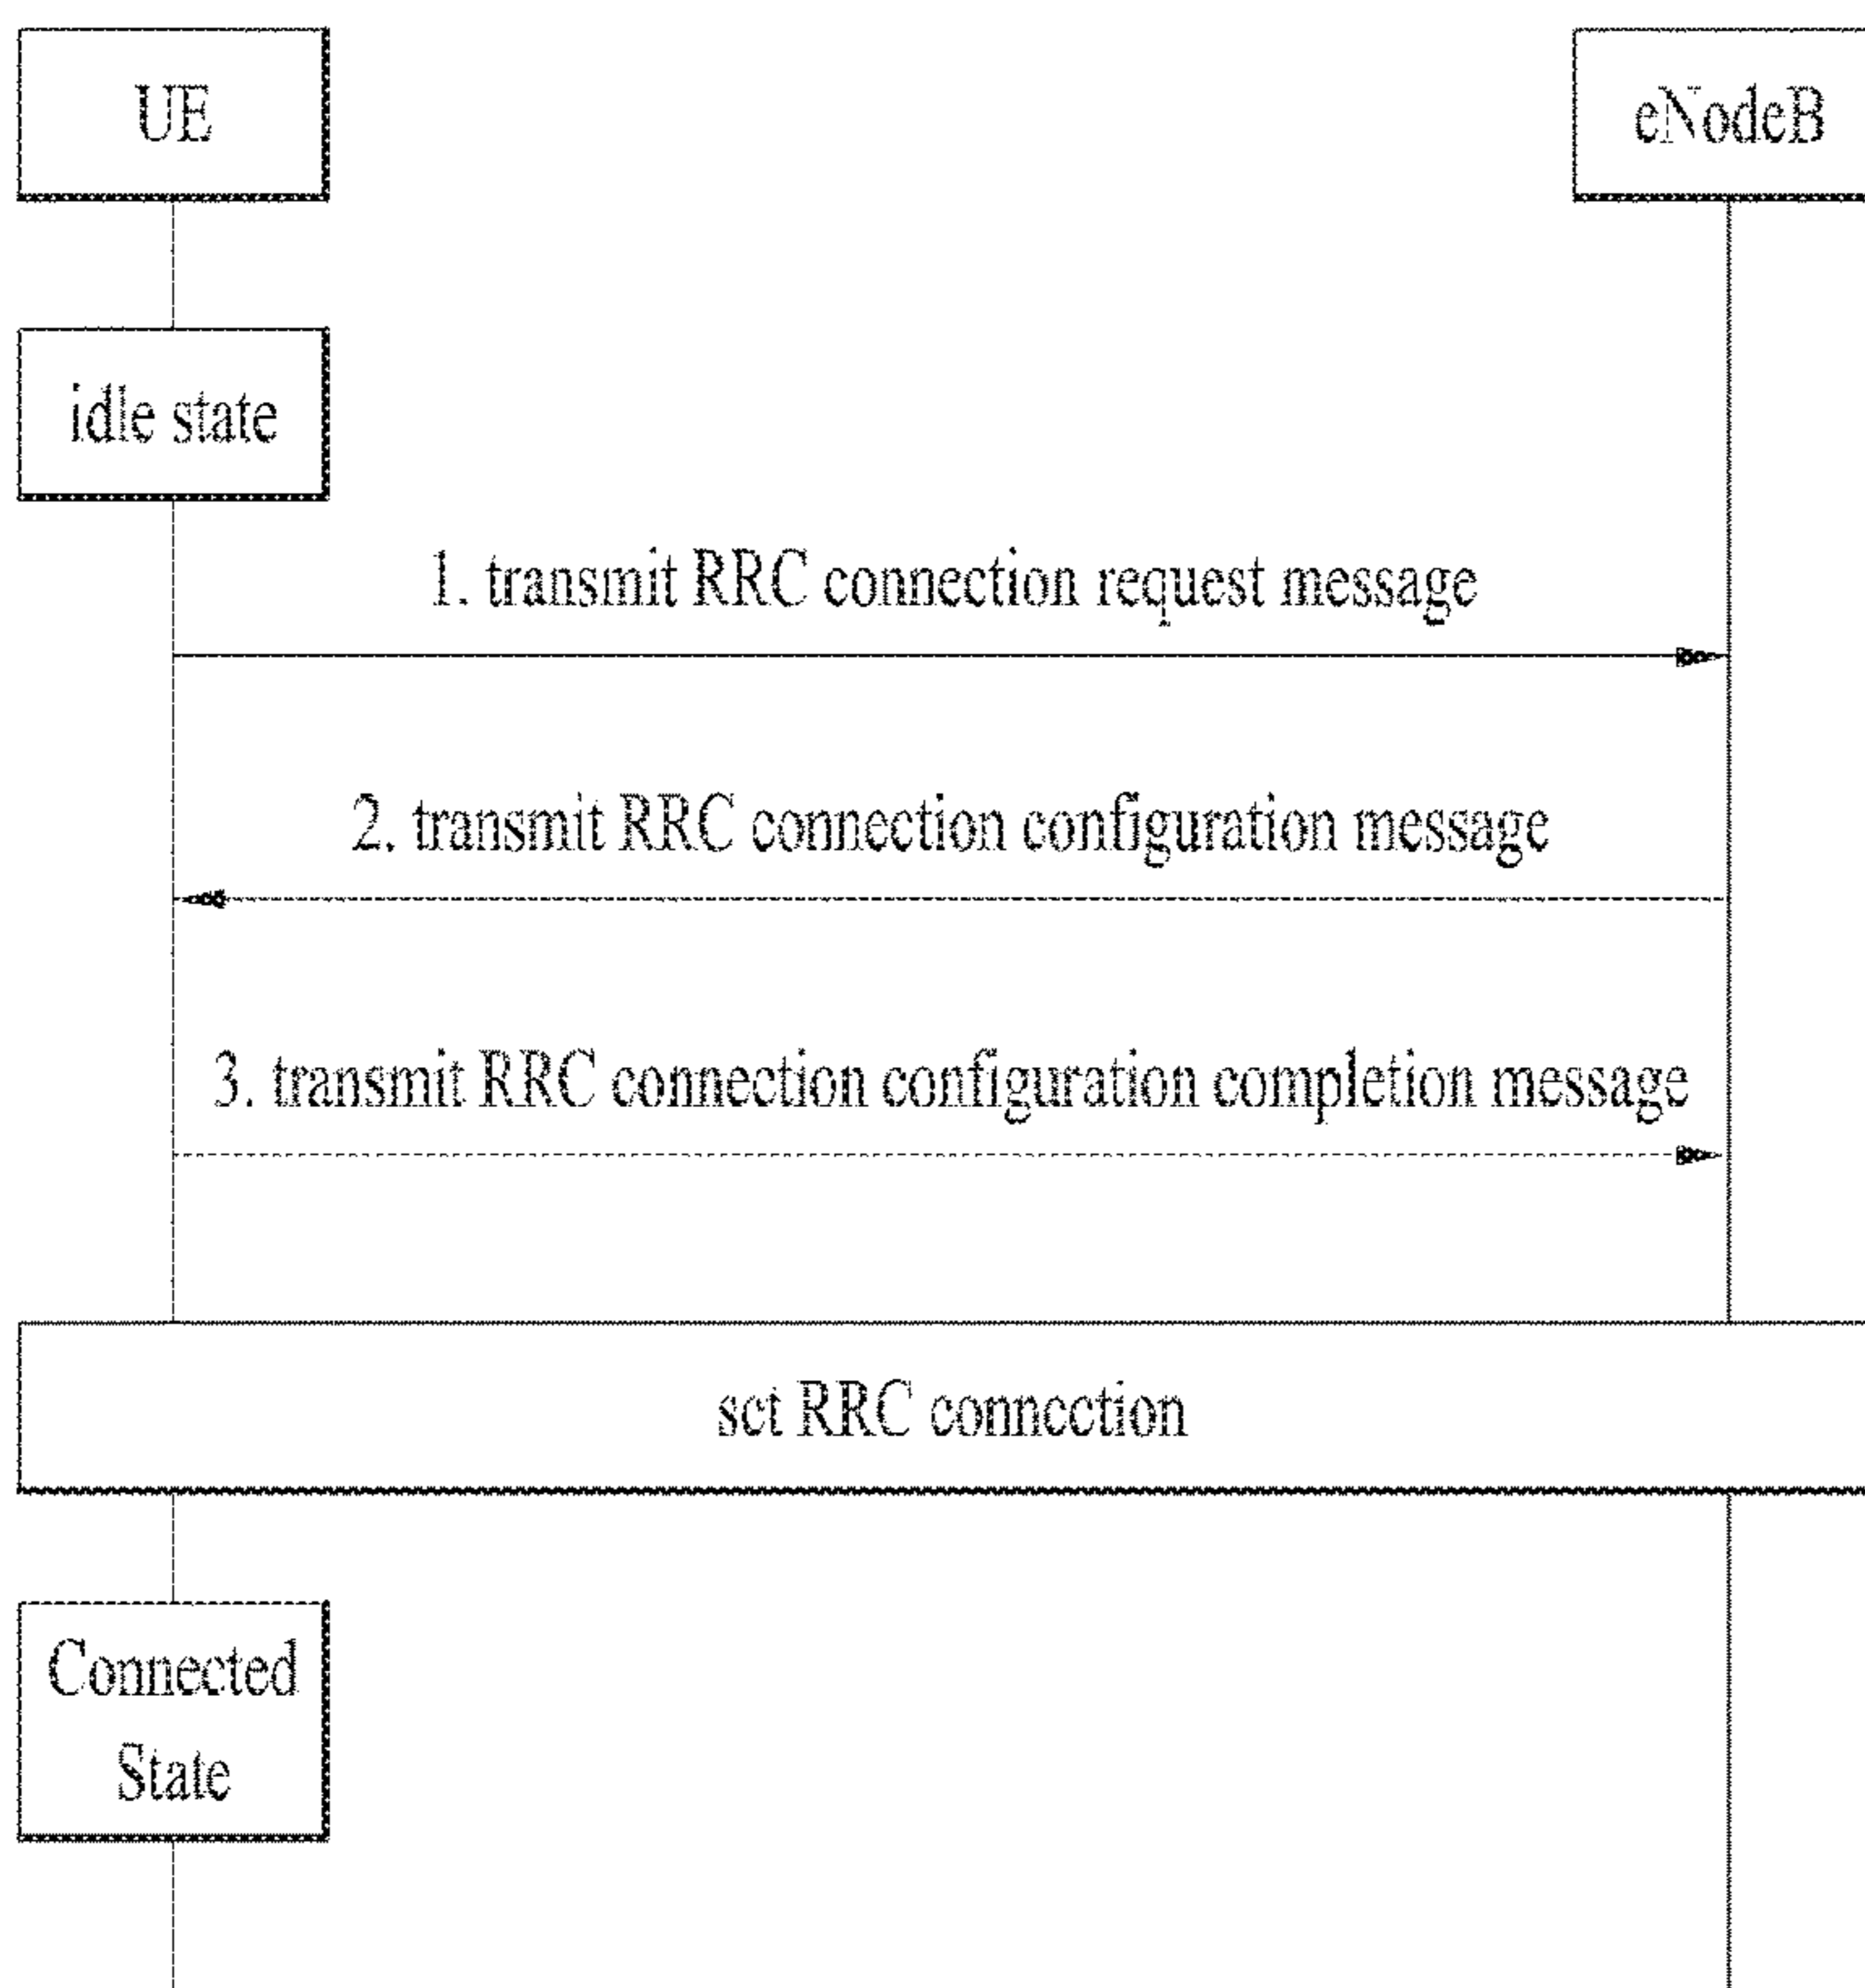 UE
eNodeB
idle state
1. transmit RRC connection request message
2. transmit RRC connection configuration message
3. transmit RRC connection configuration completion message
set RRC connection
Connected
State